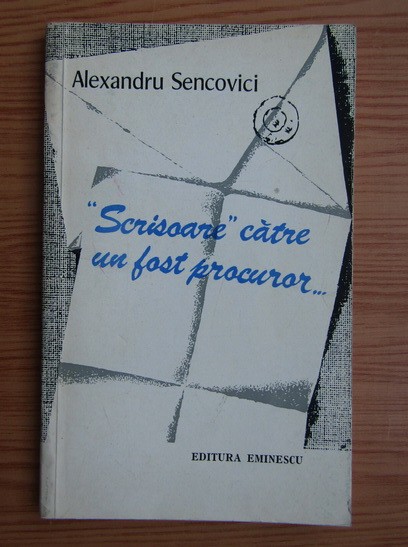 Alexandru Sencovici
"Scrisoare" către
un fost procuror...
EDITURA EMINESCU